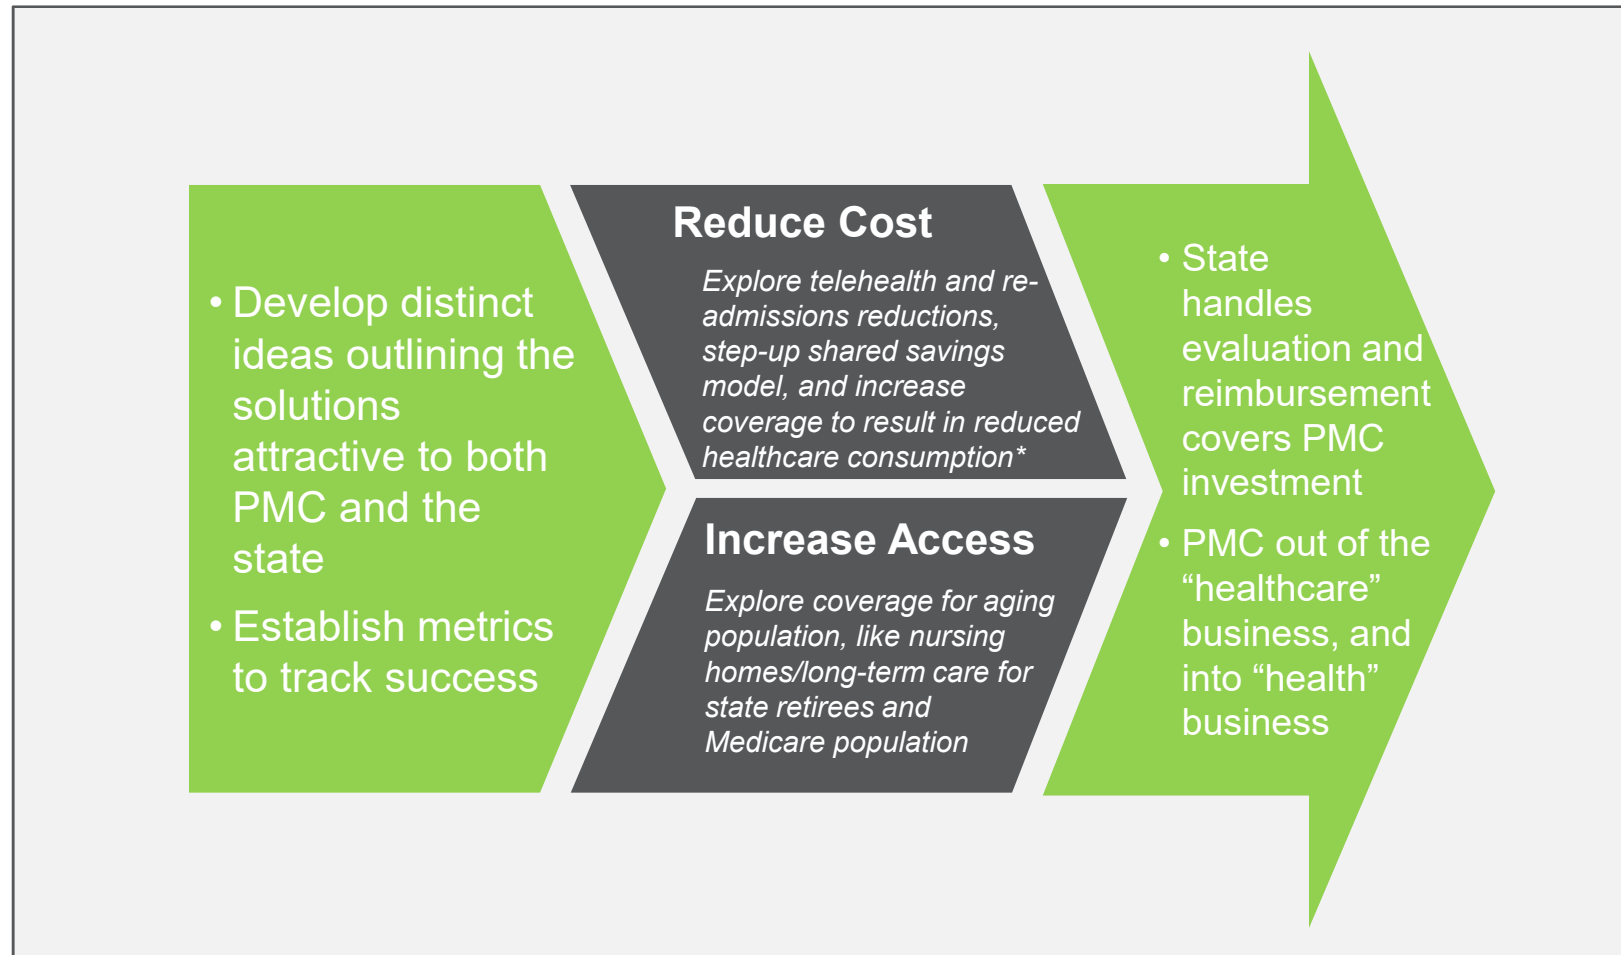 • Develop distinct
ideas outlining the
solutions
attractive to both
PMC and the
state
• Establish metrics
to track success
Reduce Cost
Explore telehealth and re-
admissions reductions,
step-up shared savings
model, and increase
coverage to result in reduced
healthcare consumption*
Increase Access
Explore coverage for aging
population, like nursing
homes/long-term care for
state retirees and
Medicare population
• State
handles
evaluation and
reimbursement
covers PMC
investment
• PMC out of the
“healthcare”
business, and
into “health”
business